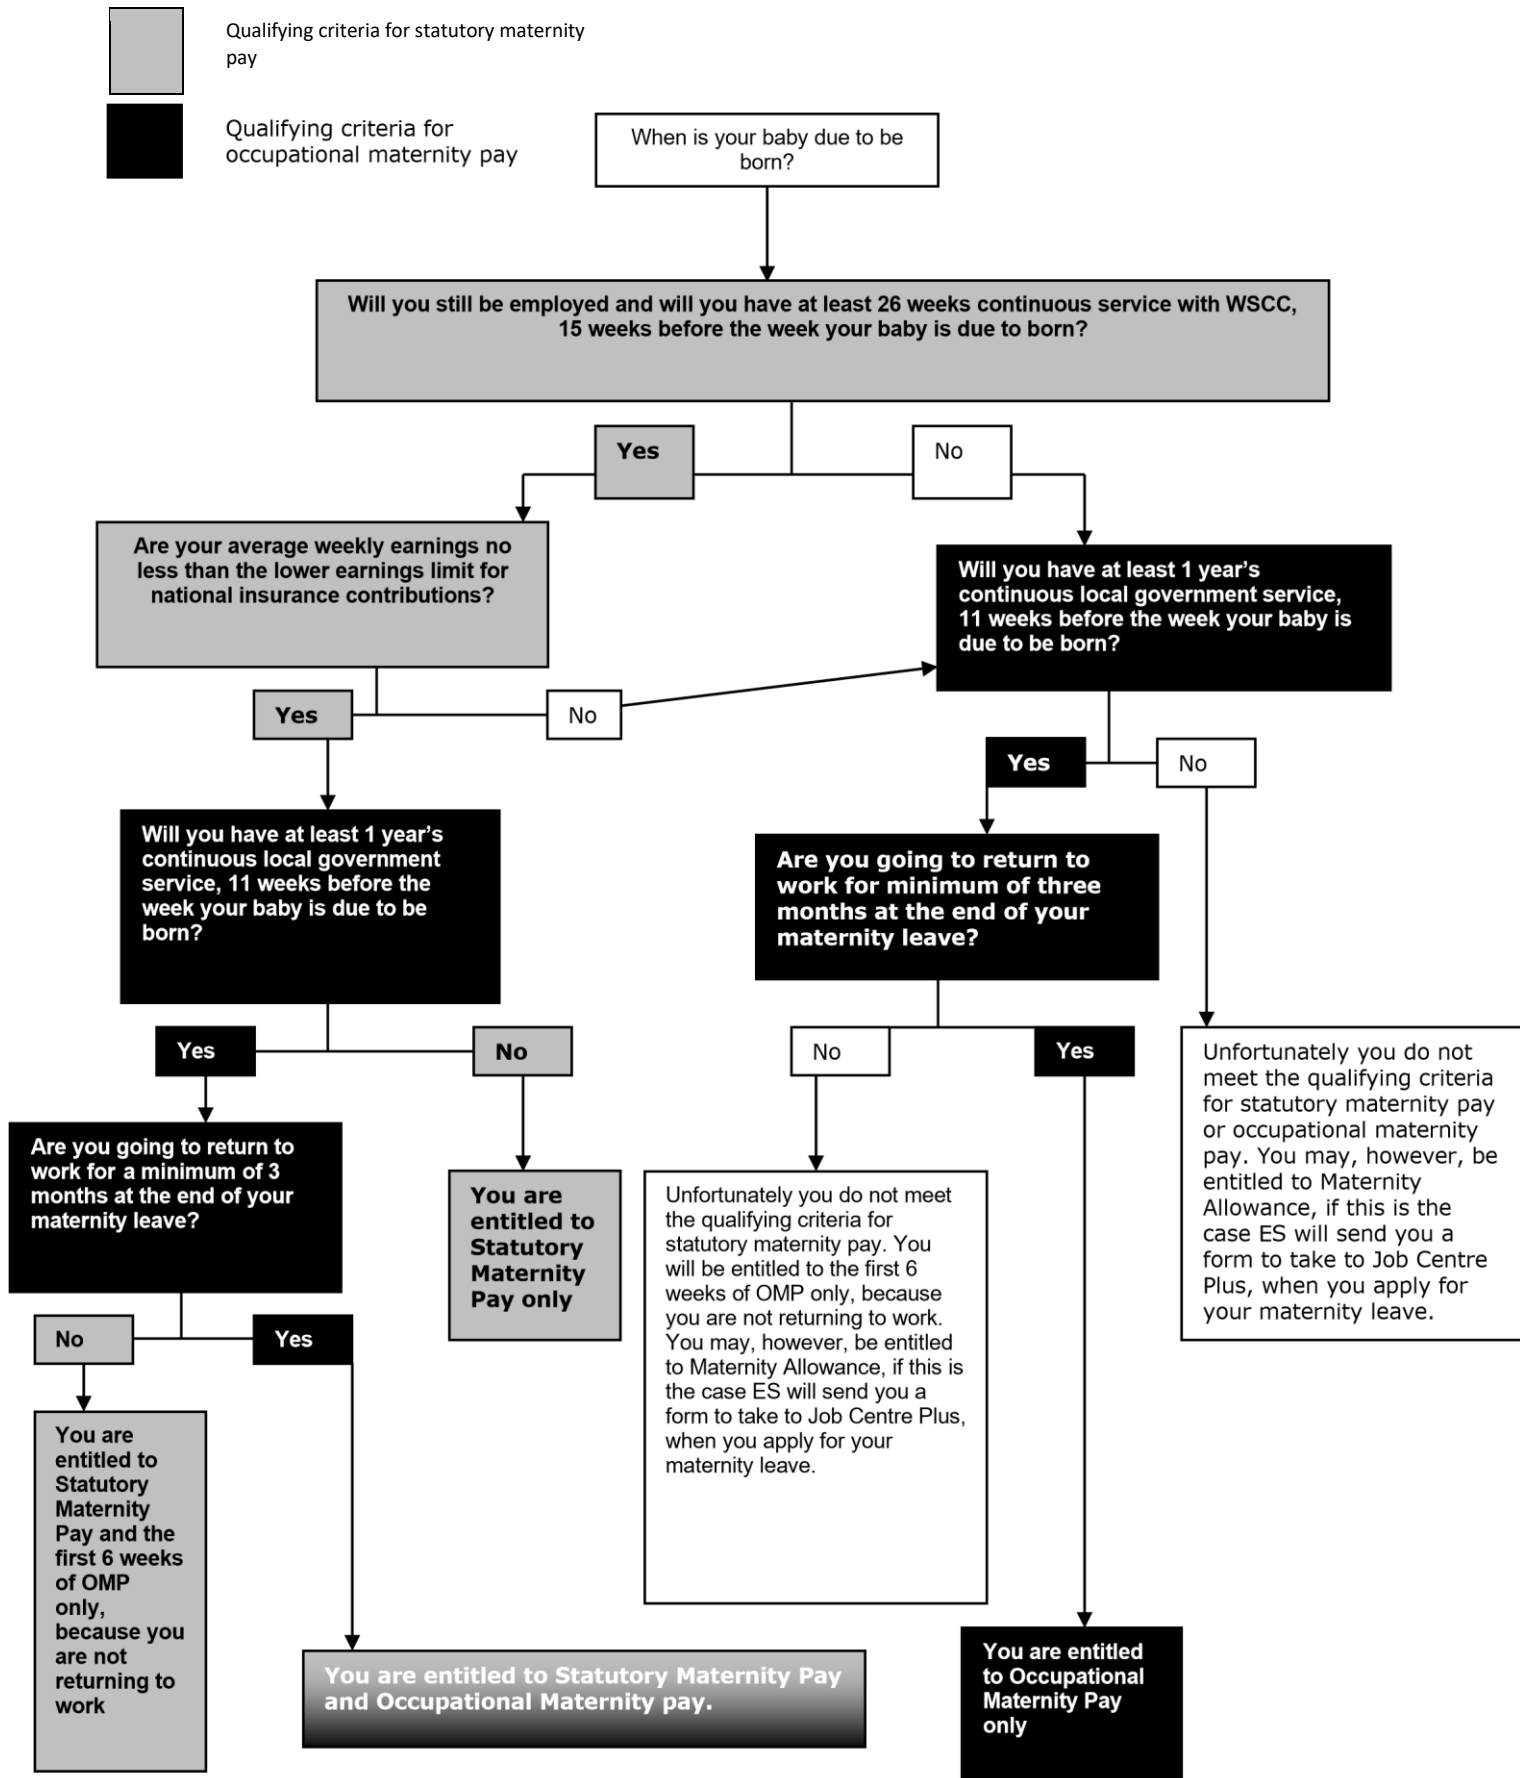 Qualifying criteria for statutory maternity
pay
Qualifying criteria for
occupational maternity pay
When is your baby due to be
born?
Will you still be employed and will you have at least 26 weeks continuous service with WSCC,
15 weeks before the week your baby is due to born?
Yes
No
Are your average weekly earnings no
less than the lower earnings limit for
national insurance contributions?
Will you have at least 1 year’s
continuous local government service,
11 weeks before the week your baby is
due to be born?
Yes
No
Yes
No
Will you have at least 1 year’s
continuous local government
service, 11 weeks before the
week your baby is due to be
born?
Are you going to return to
work for minimum of three
months at the end of your
maternity leave?
Yes
No
No
Yes
Unfortunately you do not
meet the qualifying criteria
for statutory maternity pay
or occupational maternity
pay. You may, however, be
entitled to Maternity
Allowance, if this is the
case ES will send you a
form to take to Job Centre
Plus, when you apply for
your maternity leave.
Are you going to return to
work for a minimum of 3
months at the end of your
maternity leave?
You are
entitled to
Statutory
Maternity
Pay only
Unfortunately you do not meet
the qualifying criteria for
statutory maternity pay. You
will be entitled to the first 6
weeks of OMP only, because
you are not returning to work.
You may, however, be entitled
to Maternity Allowance, if this is
the case ES will send you a
form to take to Job Centre Plus,
when you apply for your
maternity leave.
No
Yes
You are
entitled to
Statutory
Maternity
Pay and the
first 6 weeks
of OMP
only,
because you
are not
returning to
work
You are entitled to Statutory Maternity Pay
and Occupational Maternity pay.
You are entitled
to Occupational
Maternity Pay
only